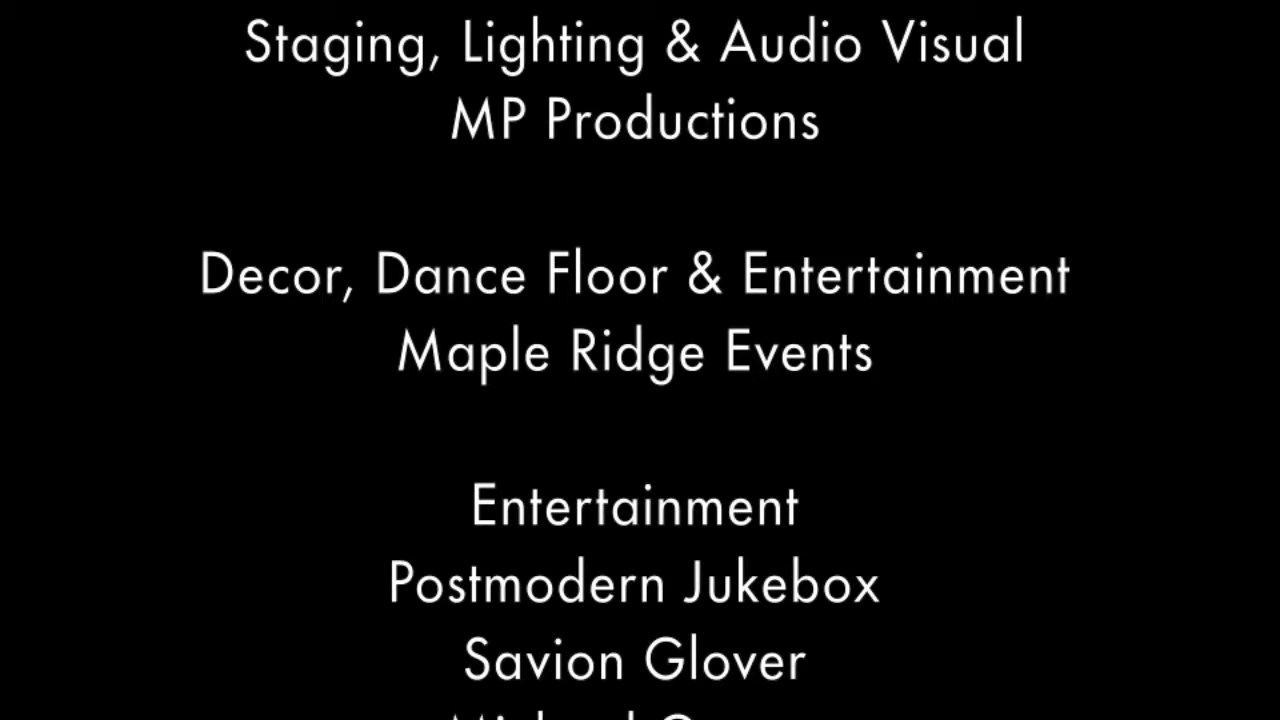 Staging, Lighting & Audio Visual
MP Productions
Decor, Dance Floor & Entertainment
Maple Ridge Events
Entertainment
Postmodern Jukebox
Savion Glover